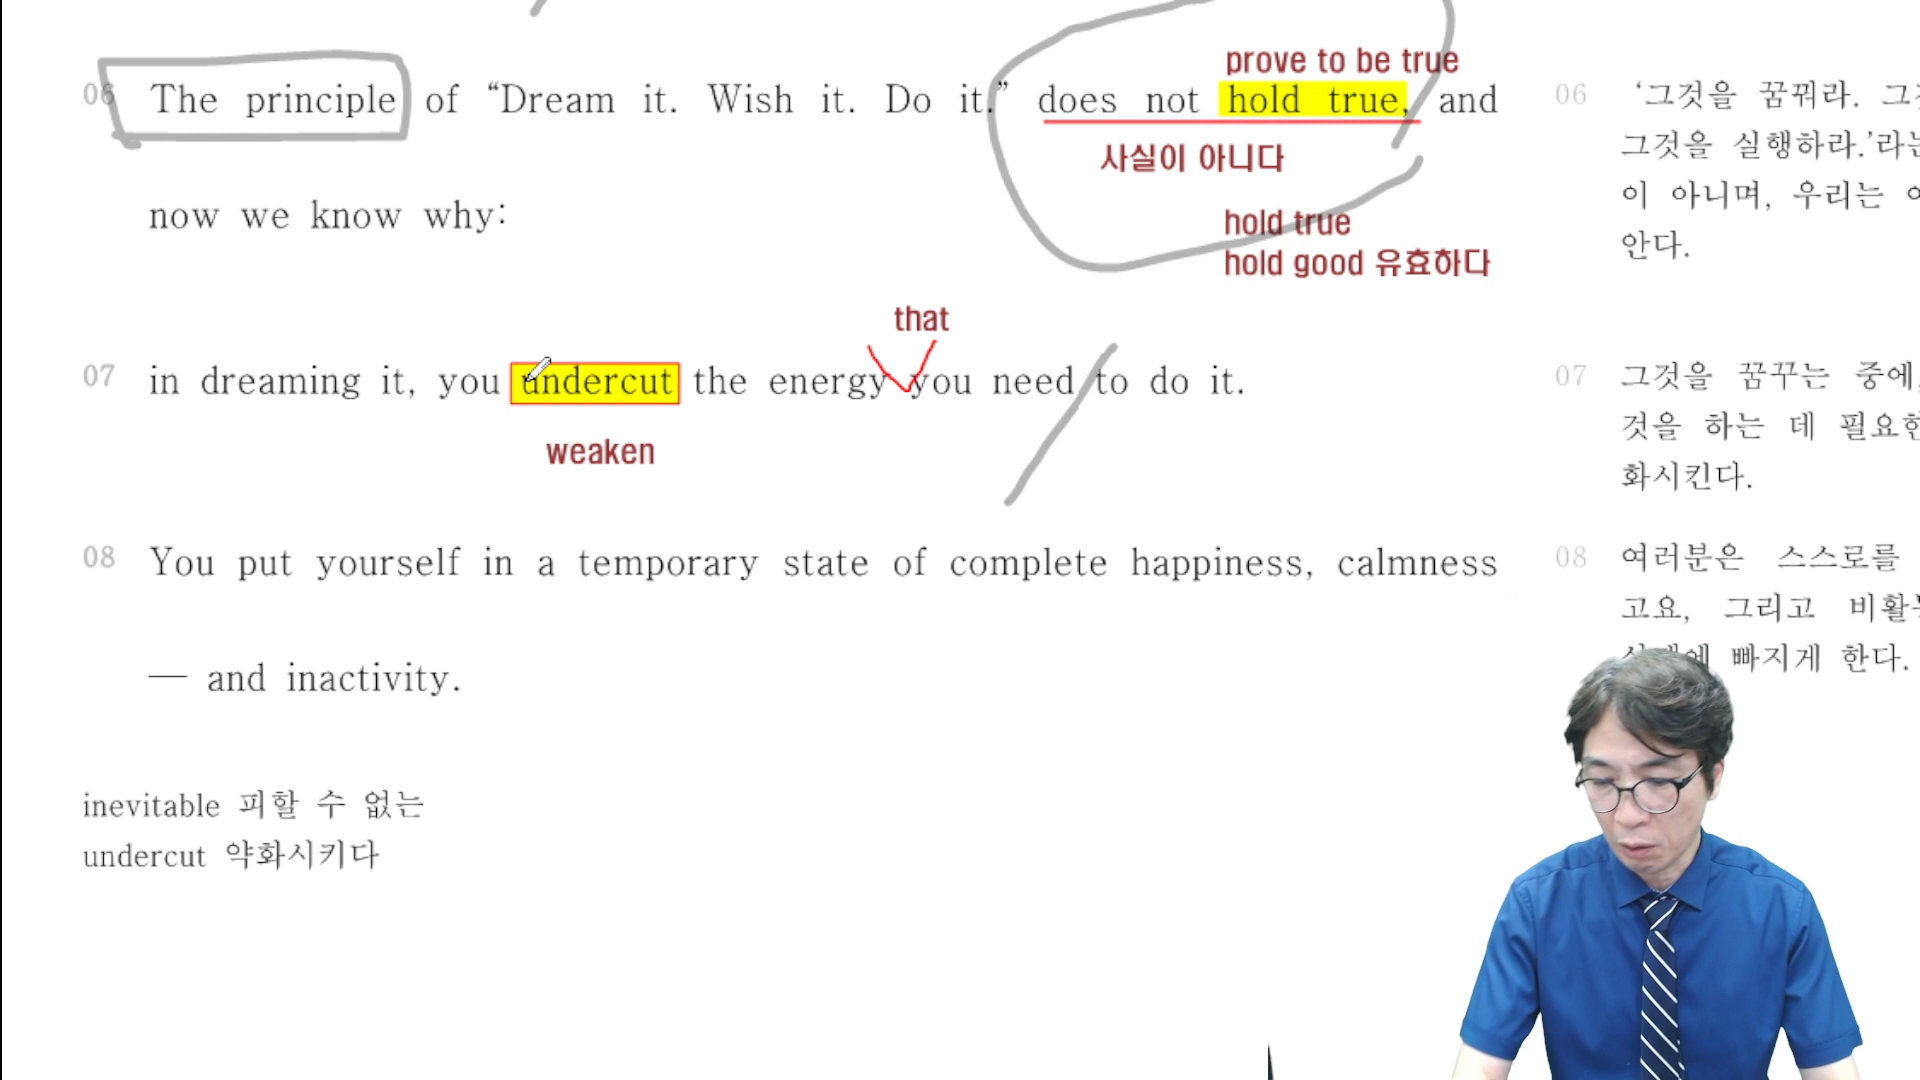 prove to be true
06 The principle of “Dream it. Wish it. Do it.” does not hold true, and
사실이 아니다
now we know why:
hold true
hold good 유효하다
that
07 in dreaming it, you undercut the energy you need to do it.
weaken
08 You put yourself in a temporary state of complete happiness, calmness
— and inactivity.
inevitable 피할 수 없는
undercut 약화시키다
06 ‘그것을 꿈꿔라.
그것을 실행하라.’라는
이 아니며, 우리는
안다.
07 그것을 꿈꾸는 중에,
것을 하는 데 필요한
화시킨다.
08 여러분은 스스로를
고요, 그리고
빠지게 한다.